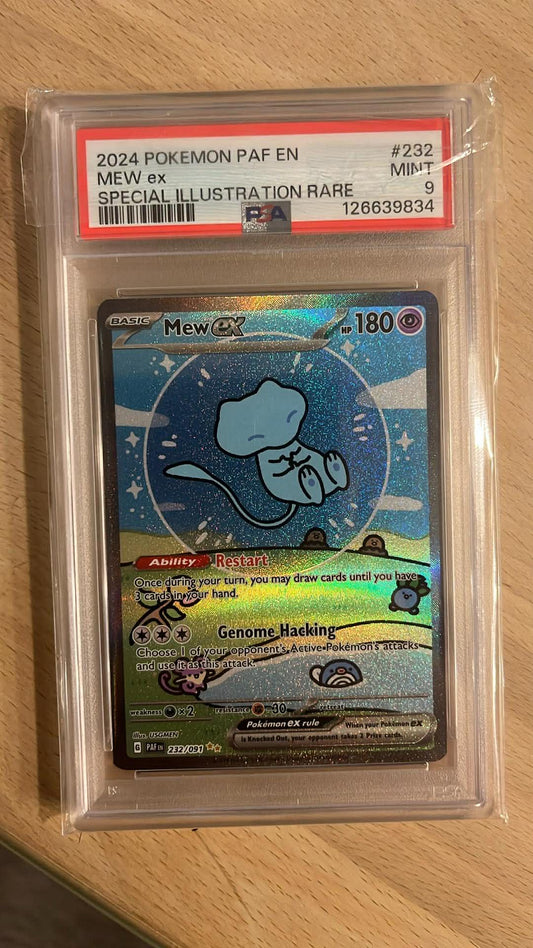 2024 POKEMON PAF EN #232
MEW ex MINT
SPECIAL ILLUSTRATION RARE 9
PSA 126639834
BASIC Mew ex HP 180
Ability Restart
Once during your turn, you may draw cards until you have
3 cards in your hand.
Genome Hacking
Choose 1 of your opponent's Active Pokémon's attacks
and use it as this attack.
weakness ×2 resistance -30 retreat
Pokémon ex rule When your Pokémon ex
is Knocked Out, your opponent takes 2 Prize cards.
Illus. USGMEN
G PAF EN 232/091